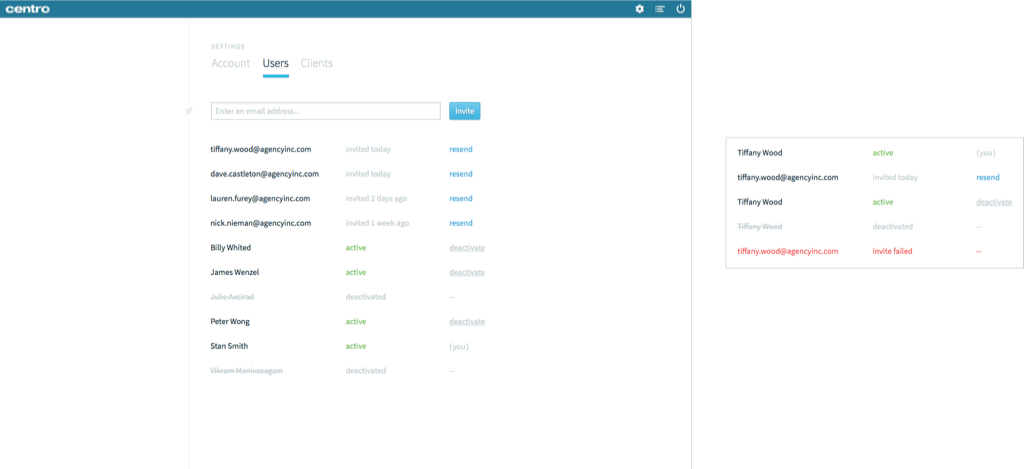 centro
SETTINGS
Account Users Clients
Enter an email address... Invite
tiffany.wood@agencyinc.com invited today resend
dave.castleton@agencyinc.com invited today resend
lauren.furey@agencyinc.com invited 2 days ago resend
nick.nieman@agencyinc.com invited 1 week ago resend
Billy Whited active deactivate
James Wenzel active deactivate
Julie Axelrad deactivated --
Peter Wong active deactivate
Stan Smith active (you)
Vikram Manivasagam deactivated --
Tiffany Wood active (you)
tiffany.wood@agencyinc.com invited today resend
Tiffany Wood active deactivate
Tiffany Wood deactivated --
tiffany.wood@agencyinc.com invite failed --